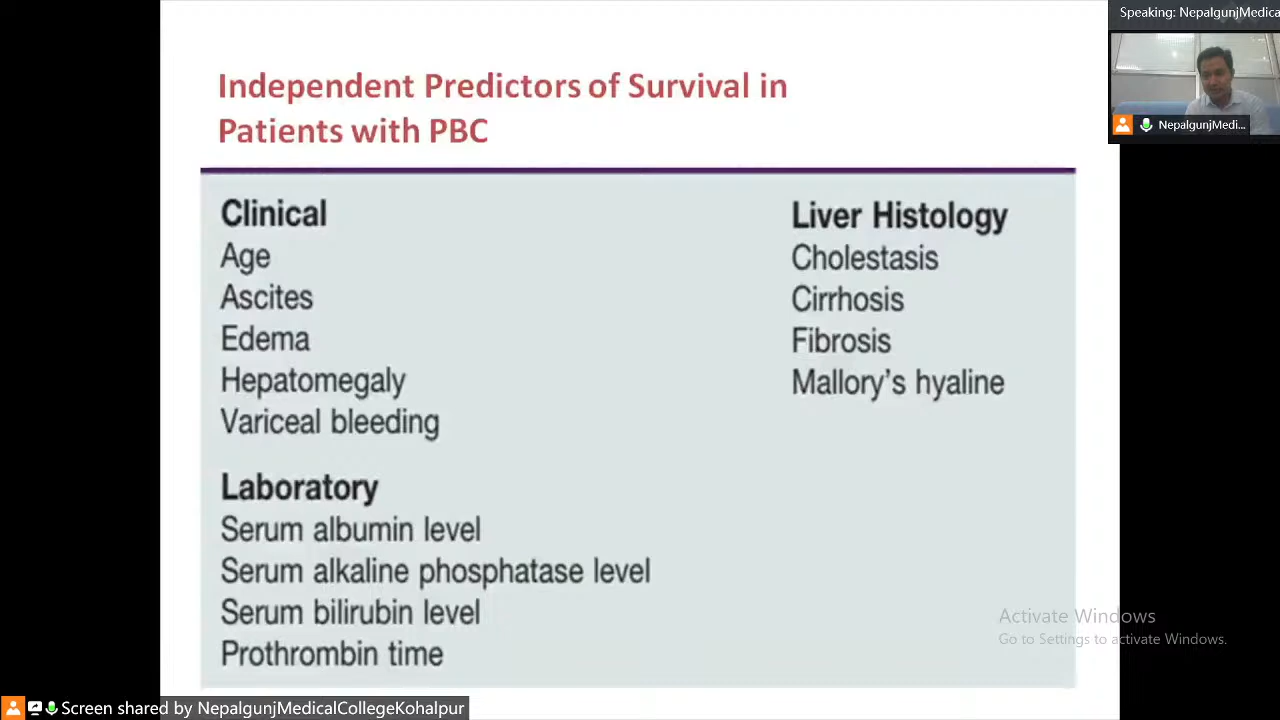 Speaking: NepalgunjMedica
NepalgunjMedi...
Independent Predictors of Survival in
Patients with PBC
Clinical
Age
Ascites
Edema
Hepatomegaly
Variceal bleeding
Laboratory
Serum albumin level
Serum alkaline phosphatase level
Serum bilirubin level
Prothrombin time
Liver Histology
Cholestasis
Cirrhosis
Fibrosis
Mallory's hyaline
Activate Windows
Go to Settings to activate Windows.
Screen shared by NepalgunjMedicalCollegeKohalpur